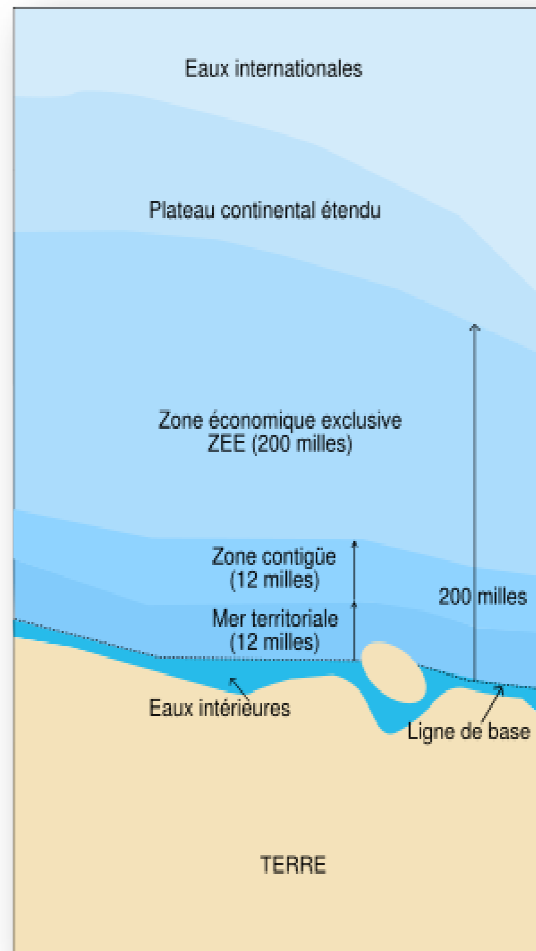 Eaux internationales
Plateau continental étendu
Zone économique exclusive
ZEE (200 milles)
Zone contigüe
(12 milles)
200 milles
Mer territoriale
(12 milles)
Eaux intérieures
Ligne de base
TERRE